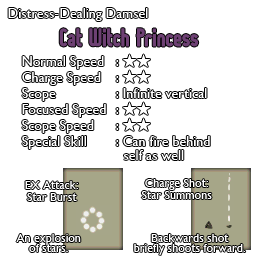 Distress-Dealing Damsel
Cat Witch Princess
Normal Speed : ☆☆
Charge Speed : ☆☆
Scope : Infinite vertical
Focused Speed : ☆☆
Scope Speed : ☆☆
Special Skill : Can fire behind
self as well
EX Attack:
Star Burst
An explosion
of stars.
Charge Shot:
Star Summons
Backwards shot
briefly shoots forward.